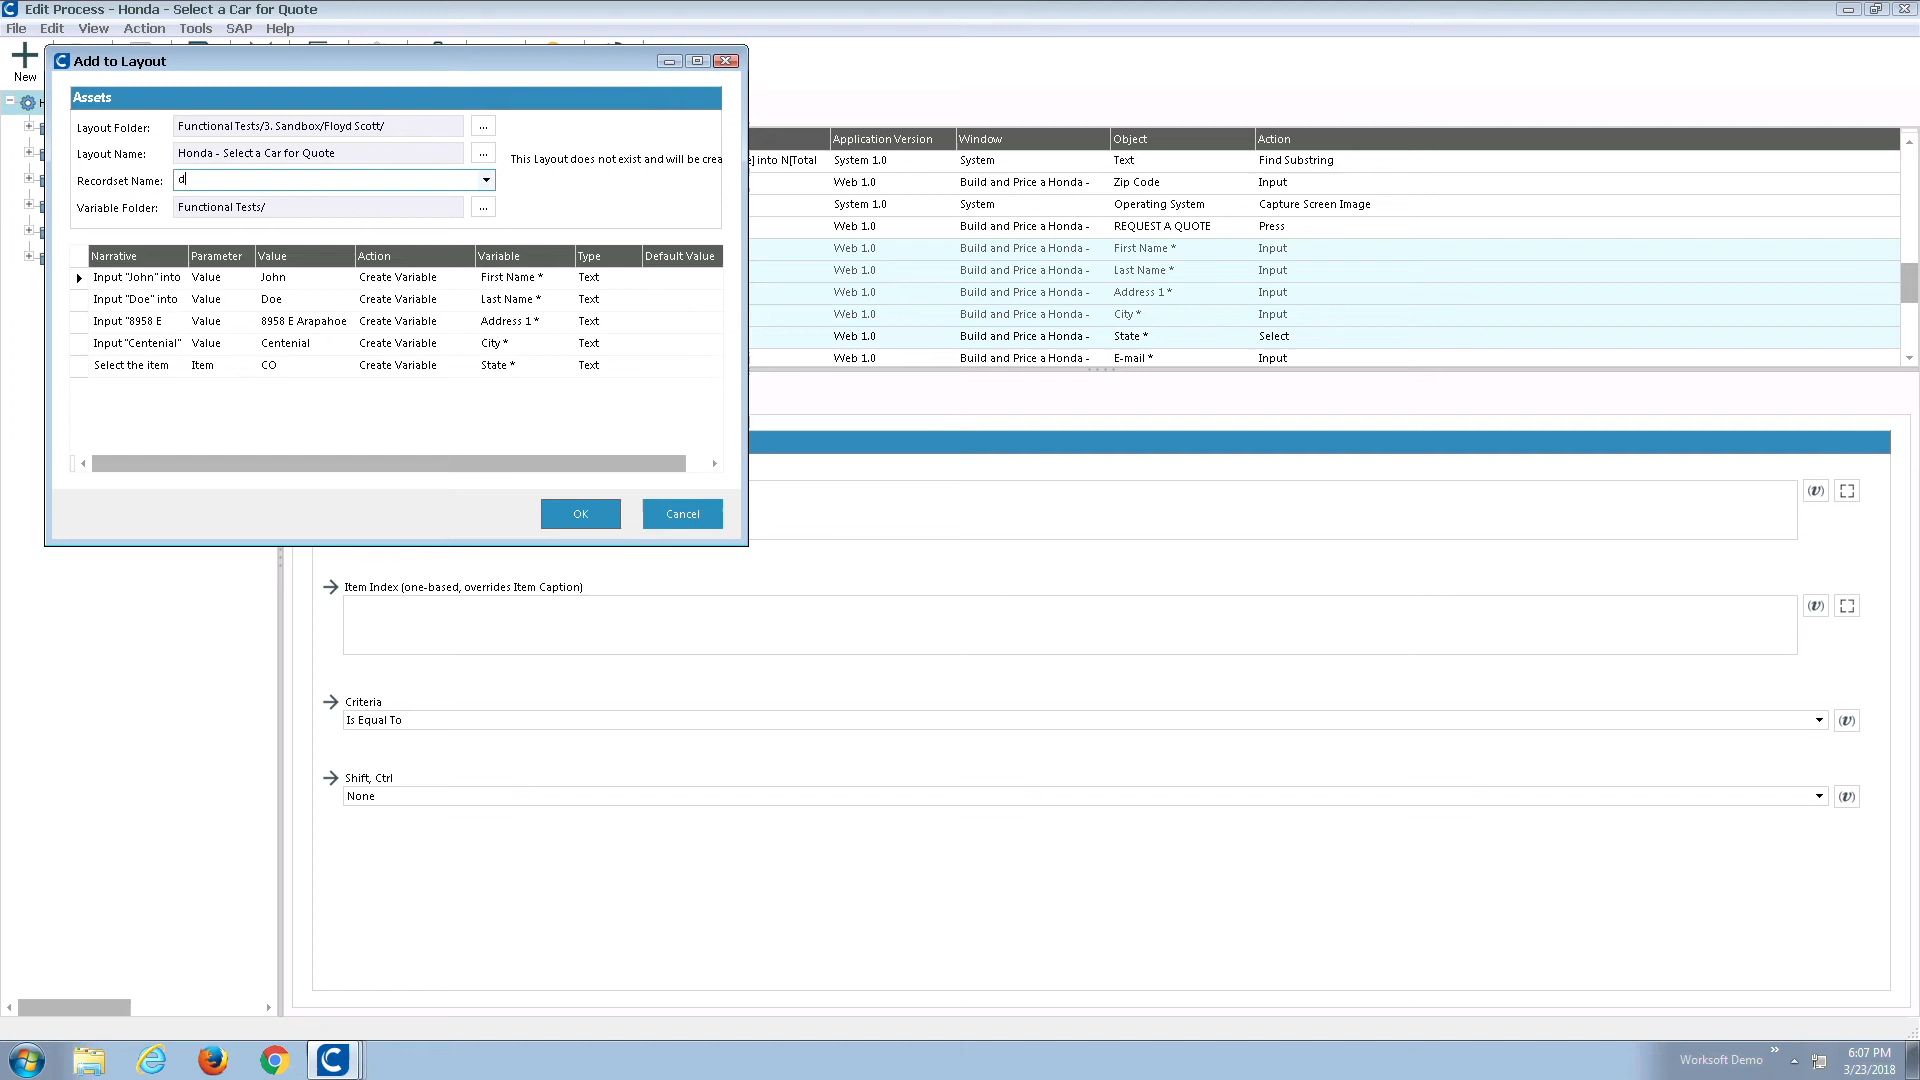 Edit Process - Honda - Select a Car for Quote
File Edit View Action Tools SAP Help
New
Add to Layout
Assets
Layout Folder: Functional Tests/3. Sandbox/Floyd Scott/ ...
Layout Name: Honda - Select a Car for Quote ...
This Layout does not exist and will be crea
Recordset Name: d
Variable Folder: Functional Tests/ ...
Narrative Parameter Value Action Variable Type Default Value
Input "John" into Value John Create Variable First Name * Text
Input "Doe" into Value Doe Create Variable Last Name * Text
Input "8958 E Value 8958 E Arapahoe Create Variable Address 1 * Text
Input "Centenial" Value Centenial Create Variable City * Text
Select the item Item CO Create Variable State * Text
OK Cancel
Application Version Window Object Action
e] into N[Total System 1.0 System Text Find Substring
Web 1.0 Build and Price a Honda - Zip Code Input
System 1.0 System Operating System Capture Screen Image
Web 1.0 Build and Price a Honda - REQUEST A QUOTE Press
Web 1.0 Build and Price a Honda - First Name * Input
Web 1.0 Build and Price a Honda - Last Name * Input
Web 1.0 Build and Price a Honda - Address 1 * Input
Web 1.0 Build and Price a Honda - City * Input
Web 1.0 Build and Price a Honda - State * Select
Web 1.0 Build and Price a Honda - E-mail * Input
(v)
Item Index (one-based, overrides Item Caption)
(v)
Criteria
Is Equal To (v)
Shift, Ctrl
None (v)
Worksoft Demo
6:07 PM
3/23/2018